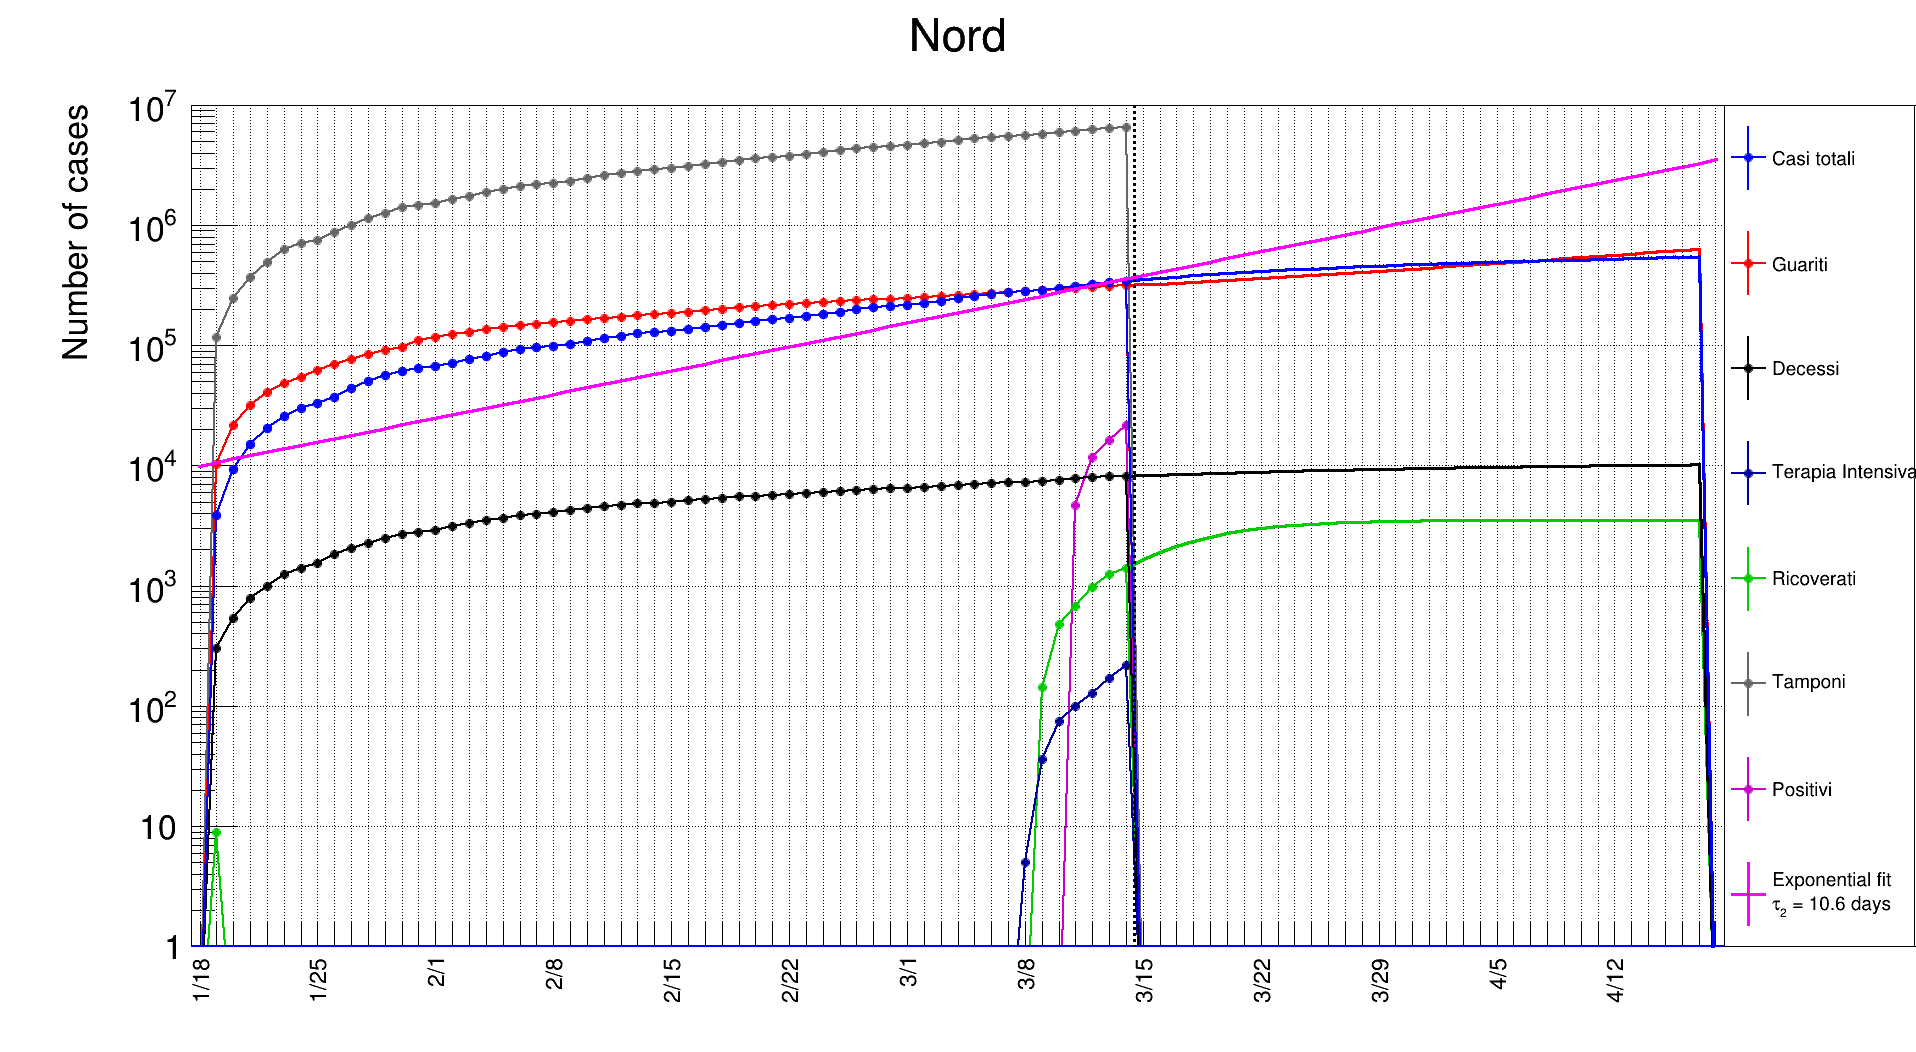 Nord
Number of cases
10^7
10^6
10^5
10^4
10^3
10^2
10
1
1/18
1/25
2/1
2/8
2/15
2/22
3/1
3/8
3/15
3/22
3/29
4/5
4/12
Casi totali
Guariti
Decessi
Terapia Intensiva
Ricoverati
Tamponi
Positivi
Exponential fit
τ₂ = 10.6 days